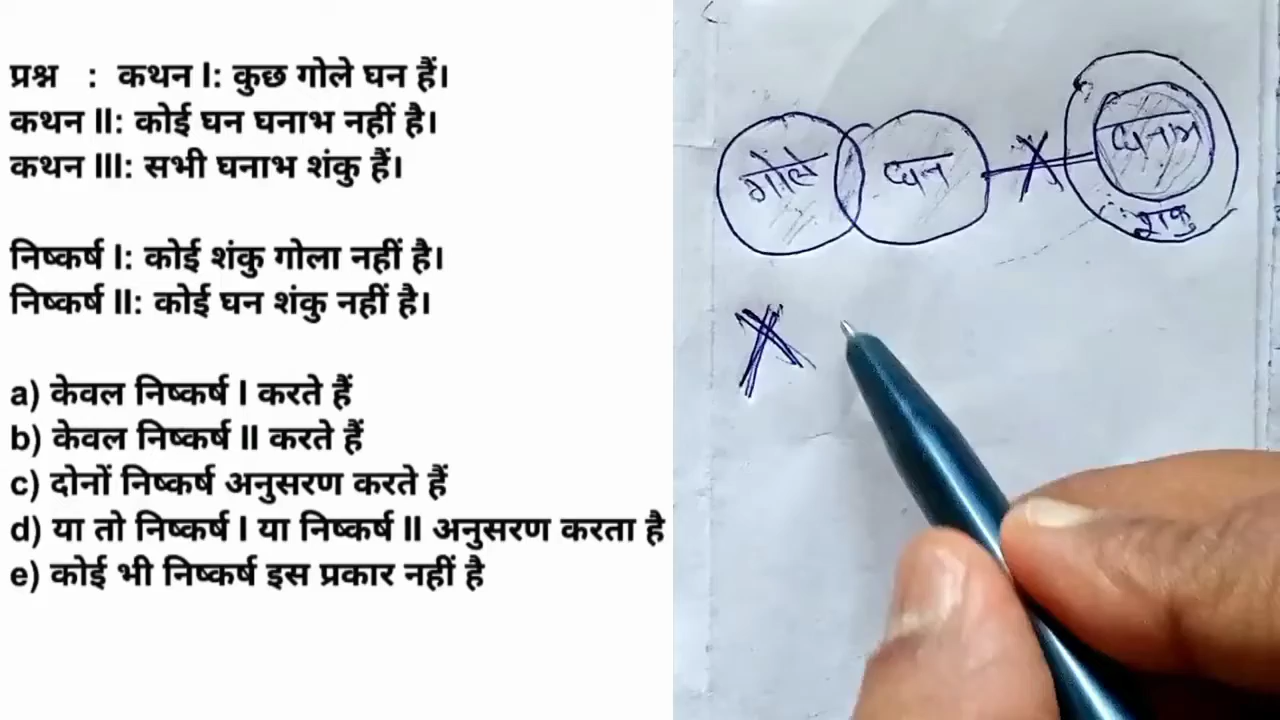 प्रश्न : कथन I: कुछ गोले घन हैं।
कथन II: कोई घन घनाभ नहीं है।
कथन III: सभी घनाभ शंकु हैं।
निष्कर्ष I: कोई शंकु गोला नहीं है।
निष्कर्ष II: कोई घन शंकु नहीं है।
a) केवल निष्कर्ष I करते हैं
b) केवल निष्कर्ष II करते हैं
c) दोनों निष्कर्ष अनुसरण करते हैं
d) या तो निष्कर्ष I या निष्कर्ष II अनुसरण करता है
e) कोई भी निष्कर्ष इस प्रकार नहीं है
गोले घन घनाभ
शंकु